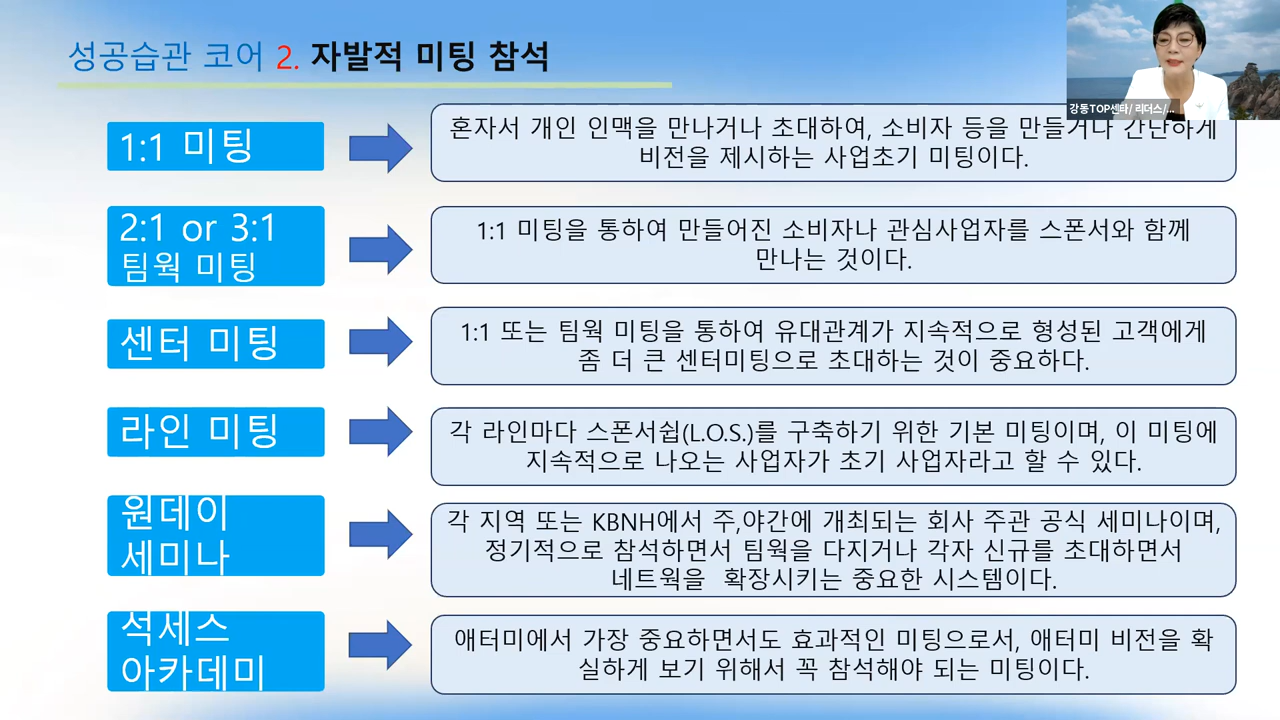 성공습관 코어 2. 자발적 미팅 참석
강동TOP센타/ 리더스/...
1:1 미팅
혼자서 개인 인맥을 만나거나 초대하여, 소비자 등을 만들거나 간단하게
비전을 제시하는 사업초기 미팅이다.
2:1 or 3:1
팀웍 미팅
1:1 미팅을 통하여 만들어진 소비자나 관심사업자를 스폰서와 함께
만나는 것이다.
센터 미팅
1:1 또는 팀웍 미팅을 통하여 유대관계가 지속적으로 형성된 고객에게
좀 더 큰 센터미팅으로 초대하는 것이 중요하다.
라인 미팅
각 라인마다 스폰서쉽(L.O.S.)를 구축하기 위한 기본 미팅이며, 이 미팅에
지속적으로 나오는 사업자가 초기 사업자라고 할 수 있다.
원데이
세미나
각 지역 또는 KBNH에서 주,야간에 개최되는 회사 주관 공식 세미나이며,
정기적으로 참석하면서 팀웍을 다지거나 각자 신규를 초대하면서
네트웍을 확장시키는 중요한 시스템이다.
석세스
아카데미
애터미에서 가장 중요하면서도 효과적인 미팅으로서, 애터미 비전을 확
실하게 보기 위해서 꼭 참석해야 되는 미팅이다.